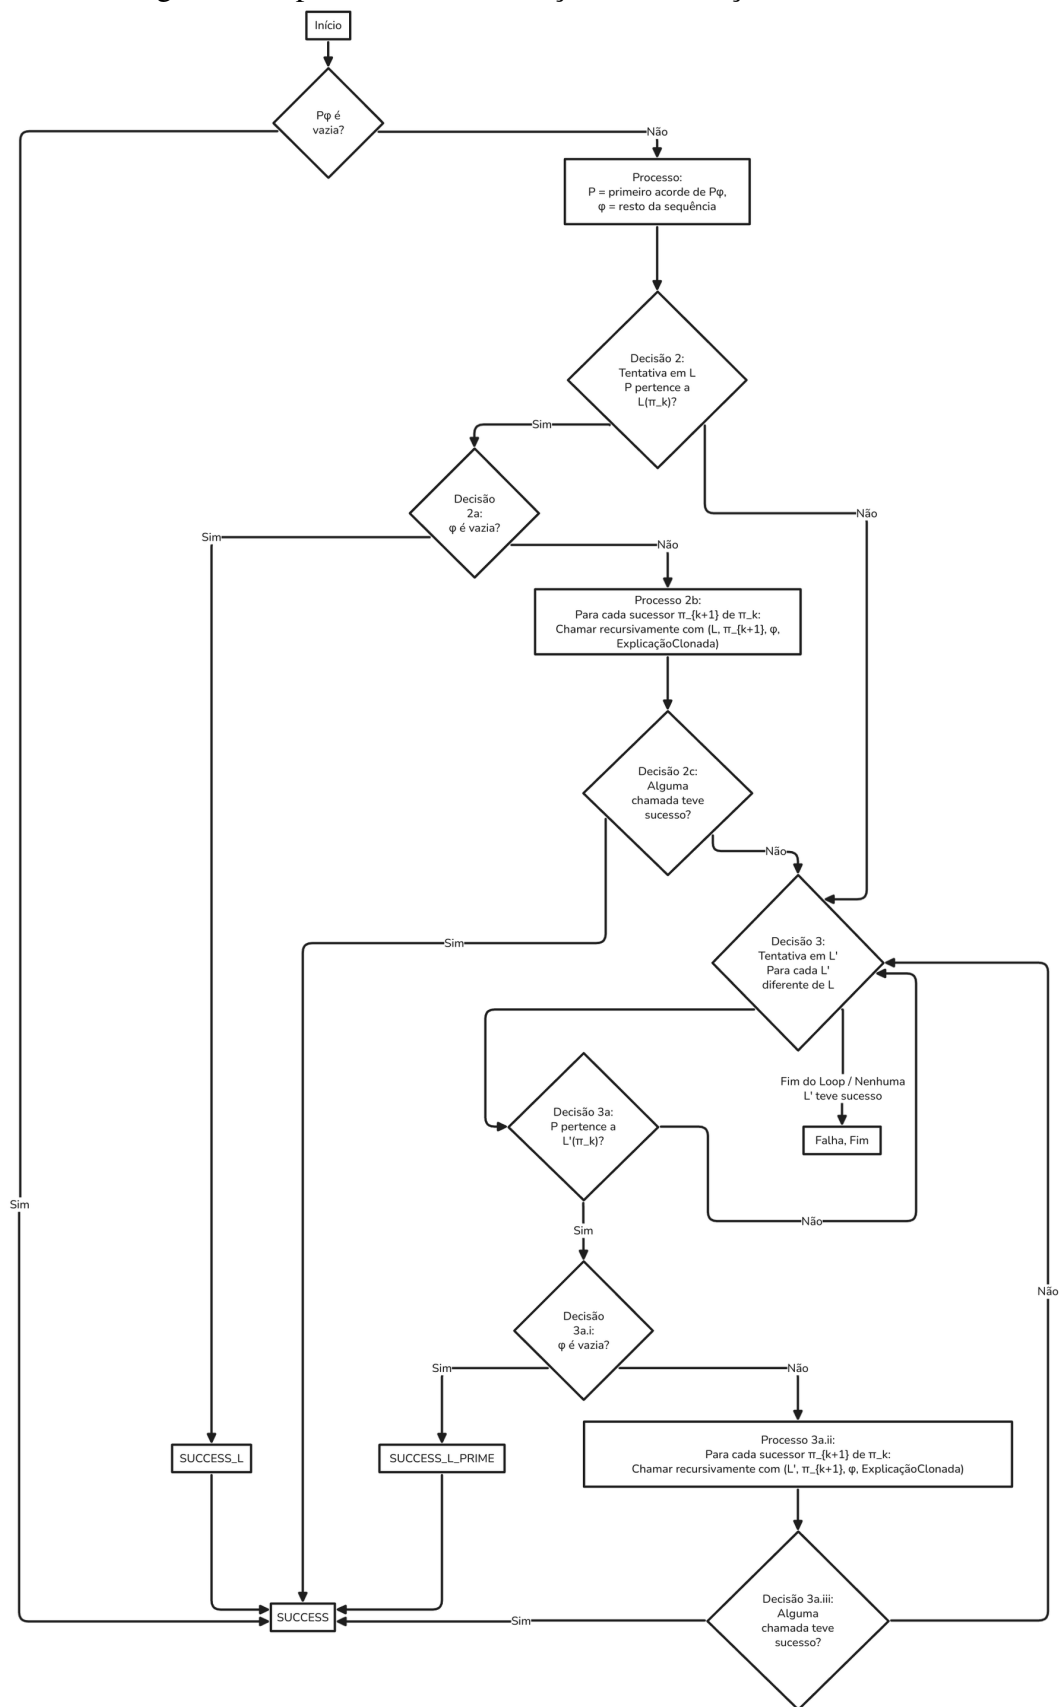 Início
Pφ é
vazia?
Não
Processo:
P = primeiro acorde de Pφ,
φ = resto da sequência
Decisão 2:
Tentativa em L
P pertence a
L(π_k)?
Sim
Não
Decisão
2a:
φ é vazia?
Sim
Não
Processo 2b:
Para cada sucessor π_{k+1} de π_k:
Chamar recursivamente com (L, π_{k+1}, φ,
ExplicaçãoClonada)
Decisão 2c:
Alguma
chamada teve
sucesso?
Não
Sim
Decisão 3:
Tentativa em L'
Para cada L'
diferente de L
Fim do Loop / Nenhuma
L' teve sucesso
Falha, Fim
Decisão 3a:
P pertence a
L'(π_k)?
Sim
Não
Sim
Não
Decisão
3a.i:
φ é vazia?
Sim
Não
SUCCESS_L
SUCCESS_L_PRIME
Processo 3a.ii:
Para cada sucessor π_{k+1} de π_k:
Chamar recursivamente com (L', π_{k+1}, φ, ExplicaçãoClonada)
Decisão 3a.iii:
Alguma
chamada teve
sucesso?
Sim
SUCCESS